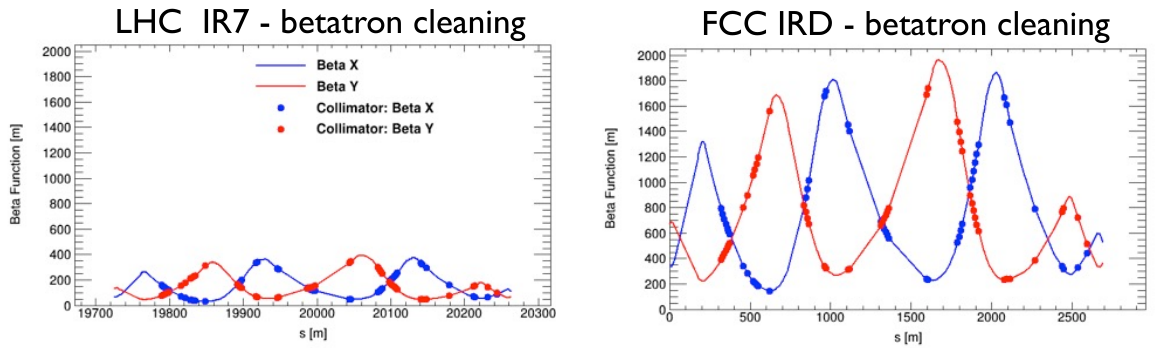 LHC IR7 - betatron cleaning
2000
1800
1600
1400
1200
1000
800
600
400
200
0
Beta Function [m]
Beta X
Beta Y
Collimator: Beta X
Collimator: Beta Y
19700 19800 19900 20000 20100 20200 20300
s [m]
FCC IRD - betatron cleaning
2000
1800
1600
1400
1200
1000
800
600
400
200
0
Beta Function [m]
0 500 1000 1500 2000 2500
s [m]